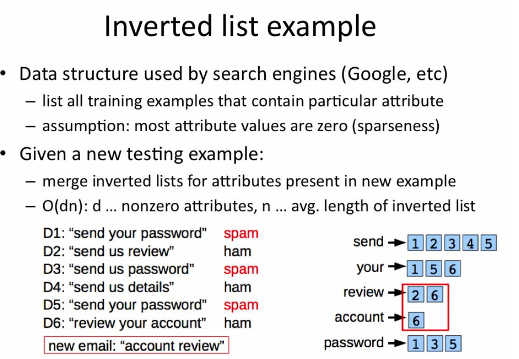 Inverted list example
• Data structure used by search engines (Google, etc)
– list all training examples that contain particular attribute
– assumption: most attribute values are zero (sparseness)
• Given a new testing example:
– merge inverted lists for attributes present in new example
– O(dn): d ... nonzero attributes, n ... avg. length of inverted list
D1: “send your password” spam
D2: “send us review” ham
D3: “send us password” spam
D4: “send us details” ham
D5: “send your password” spam
D6: “review your account” ham
new email: “account review”
send 1 2 3 4 5
your 1 5 6
review 2 6
account 6
password 1 3 5